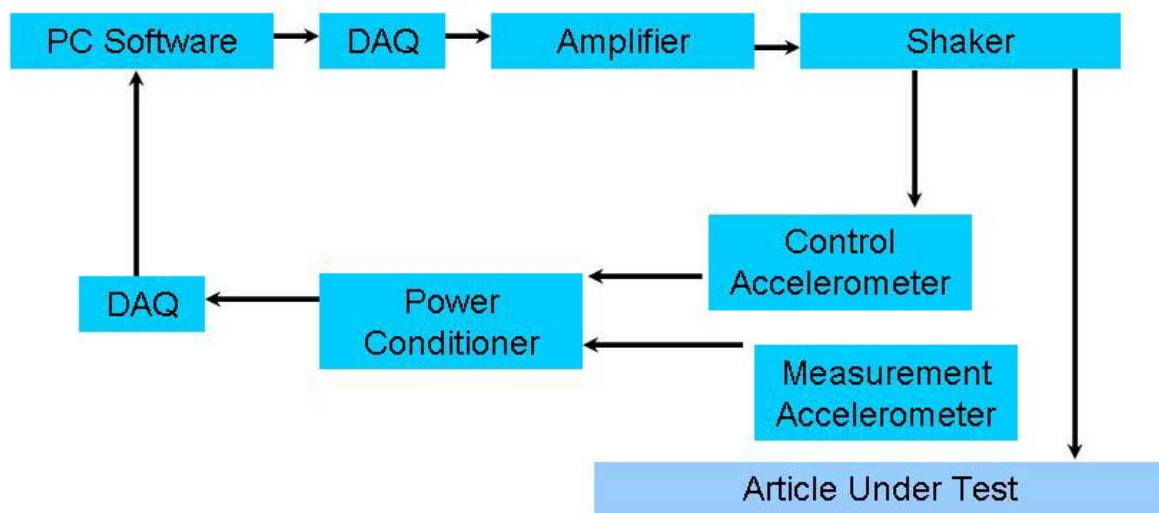 PC Software
DAQ
Amplifier
Shaker
Control
Accelerometer
DAQ
Power
Conditioner
Measurement
Accelerometer
Article Under Test